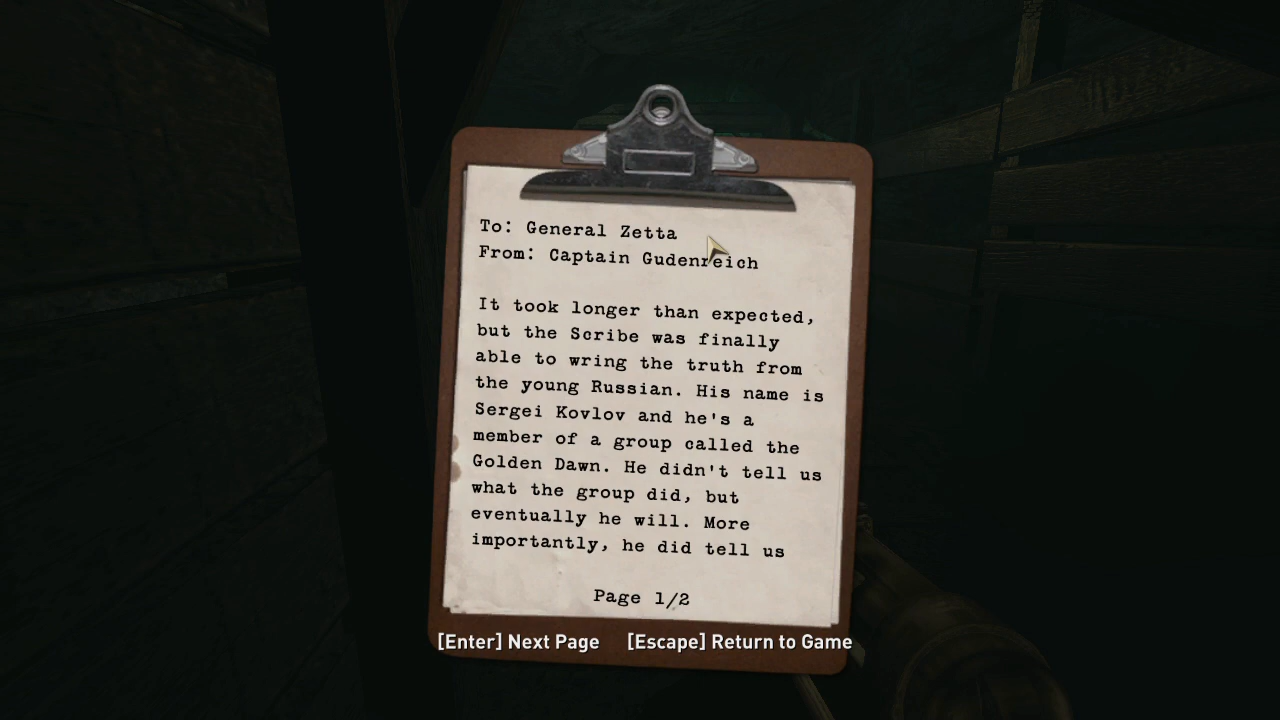 To: General Zetta
From: Captain Gudenreich
It took longer than expected,
but the Scribe was finally
able to wring the truth from
the young Russian. His name is
Sergei Kovlov and he's a
member of a group called the
Golden Dawn. He didn't tell us
what the group did, but
eventually he will. More
importantly, he did tell us
Page 1/2
[Enter] Next Page [Escape] Return to Game